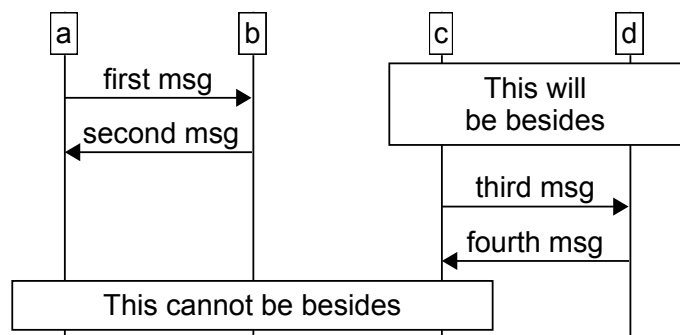 a
b
c
d
first msg
This will
be besides
second msg
third msg
fourth msg
This cannot be besides